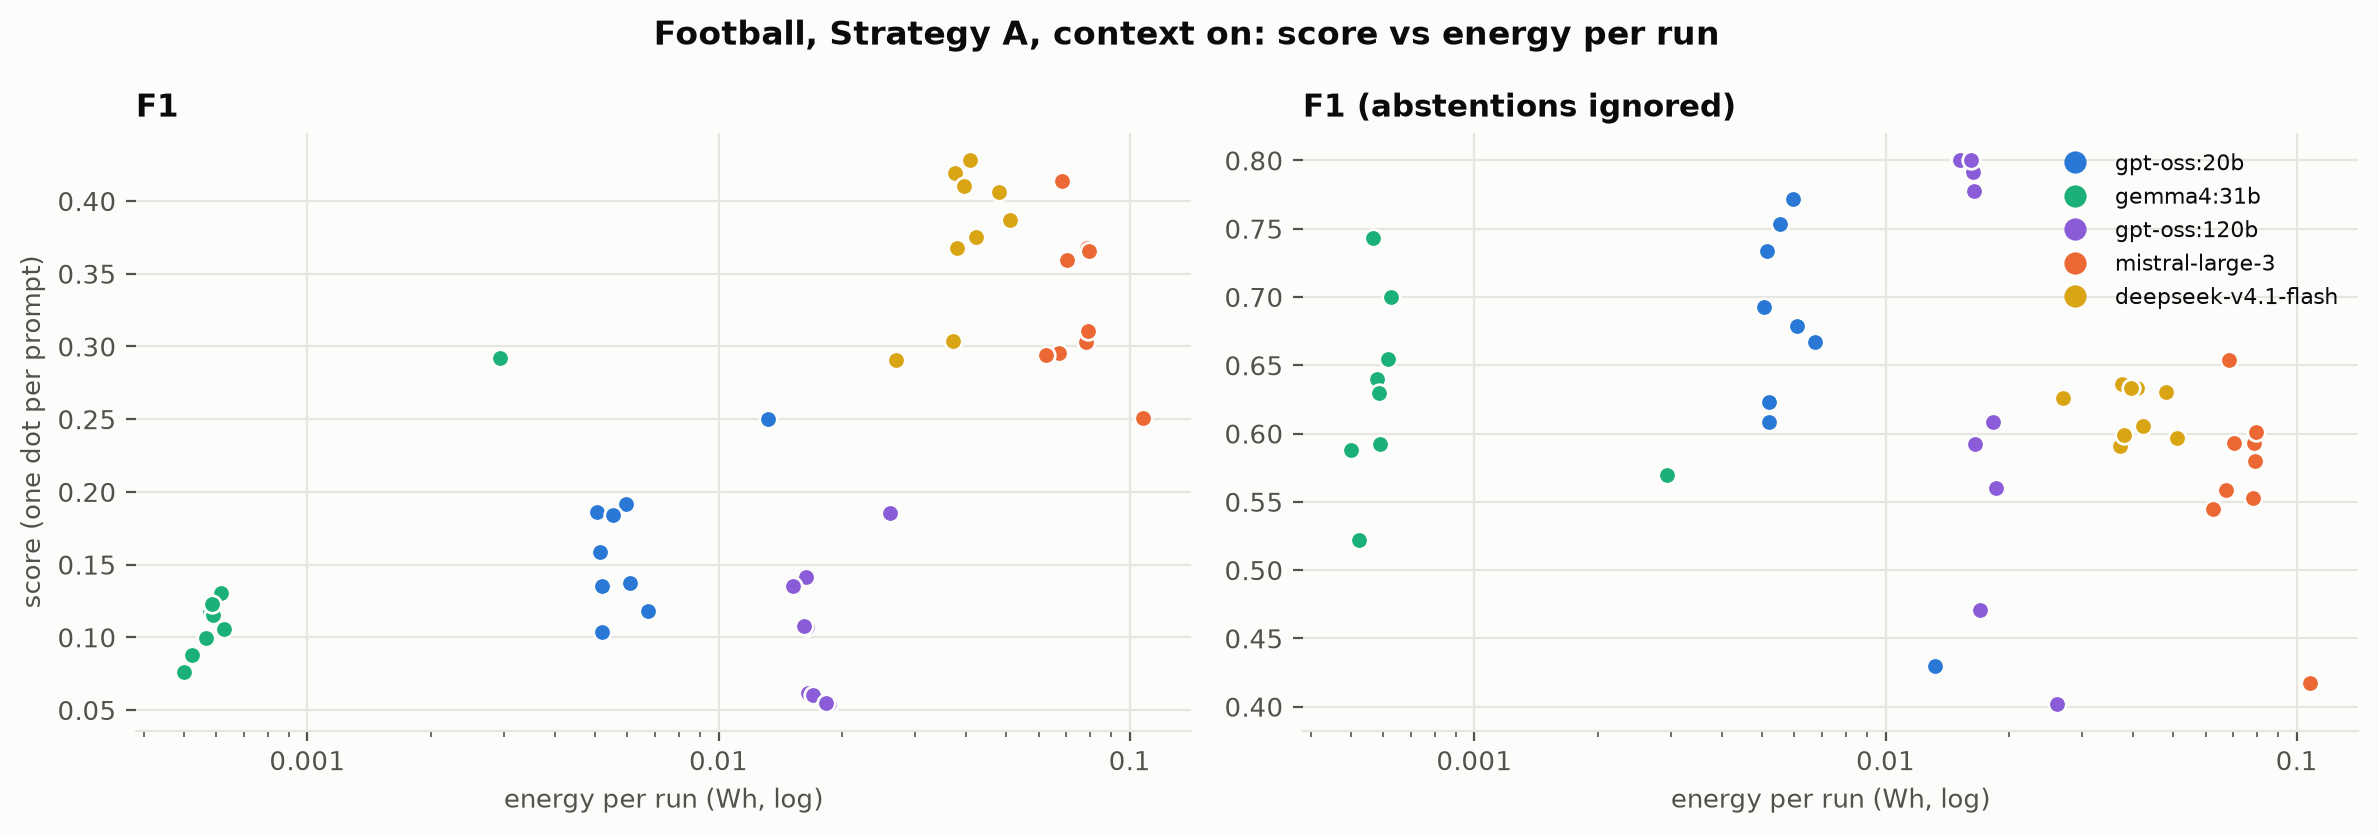 Football, Strategy A, context on: score vs energy per run
F1
score (one dot per prompt)
0.40
0.35
0.30
0.25
0.20
0.15
0.10
0.05
0.001
0.01
0.1
energy per run (Wh, log)
F1 (abstentions ignored)
0.80
0.75
0.70
0.65
0.60
0.55
0.50
0.45
0.40
0.001
0.01
0.1
energy per run (Wh, log)
gpt-oss:20b
gemma4:31b
gpt-oss:120b
mistral-large-3
deepseek-v4.1-flash